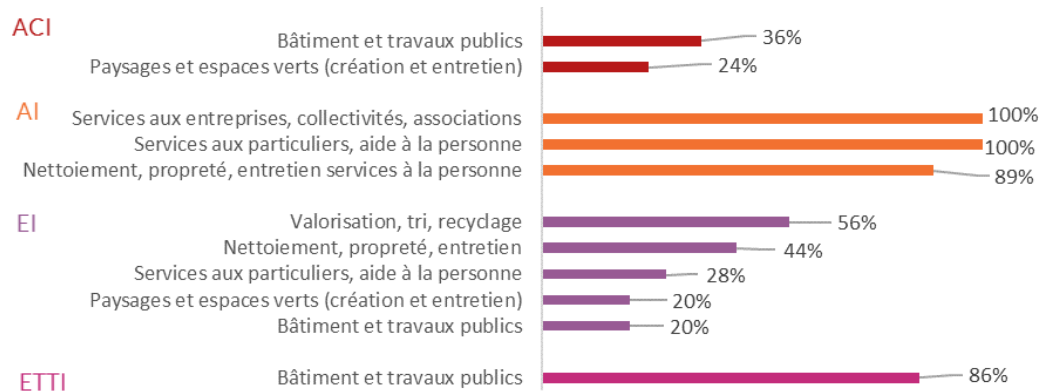 ACI
Bâtiment et travaux publics 36%
Paysages et espaces verts (création et entretien) 24%
AI
Services aux entreprises, collectivités, associations 100%
Services aux particuliers, aide à la personne 100%
Nettoiement, propreté, entretien services à la personne 89%
EI
Valorisation, tri, recyclage 56%
Nettoiement, propreté, entretien 44%
Services aux particuliers, aide à la personne 28%
Paysages et espaces verts (création et entretien) 20%
Bâtiment et travaux publics 20%
ETTI
Bâtiment et travaux publics 86%